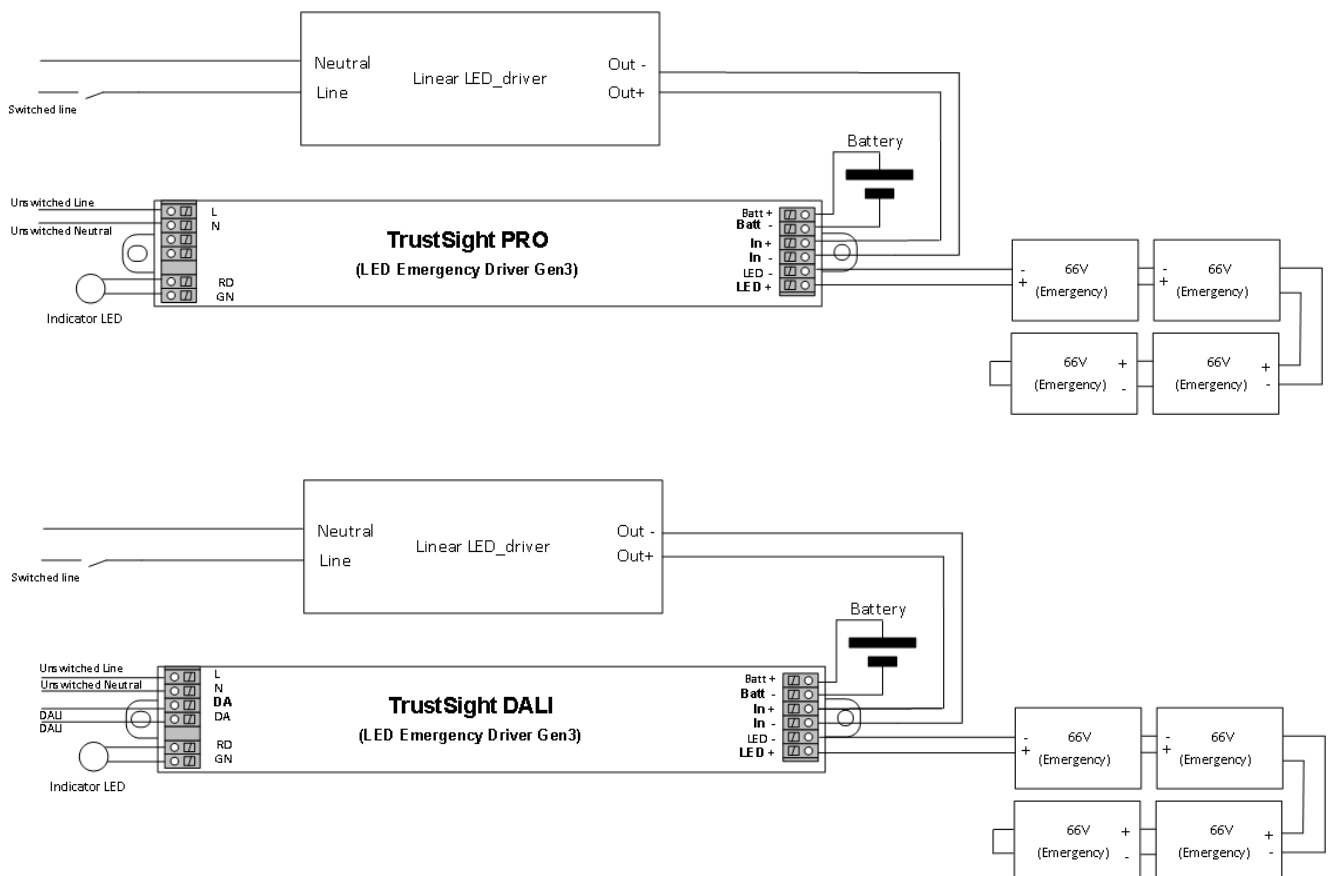 Neutral
Linear LED_driver
Out -
Line
Out+
Switched line
Battery
Unswitched Line
L
Unswitched Neutral
N
TrustSight PRO
(LED Emergency Driver Gen3)
Batt +
Batt -
In +
In -
LED -
LED +
RD
GN
Indicator LED
- 66V
+ (Emergency)
- 66V
+ (Emergency)
66V +
(Emergency) -
66V +
(Emergency) -
Neutral
Linear LED_driver
Out -
Line
Out+
Switched line
Battery
Unswitched Line
L
Unswitched Neutral
N
DA
DALI
DA
DALI
TrustSight DALI
(LED Emergency Driver Gen3)
Batt +
Batt -
In +
In -
LED -
LED +
RD
GN
Indicator LED
- 66V
+ (Emergency)
- 66V
+ (Emergency)
66V +
(Emergency) -
66V +
(Emergency) -